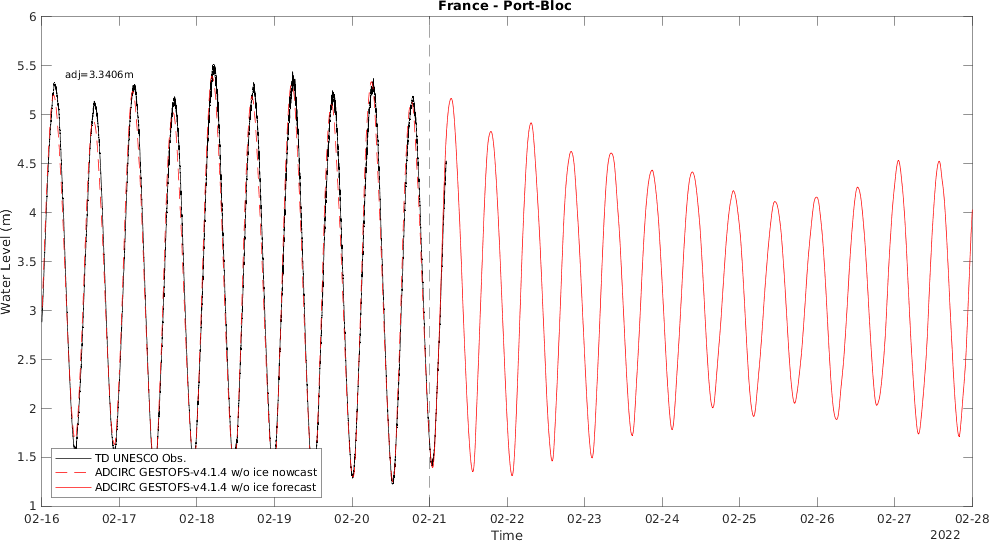 France - Port-Bloc
6
5.5
5
4.5
4
3.5
3
2.5
2
1.5
1
Water Level (m)
adj=3.3406m
TD UNESCO Obs.
ADCIRC GESTOFS-v4.1.4 w/o ice nowcast
ADCIRC GESTOFS-v4.1.4 w/o ice forecast
02-16 02-17 02-18 02-19 02-20 02-21 02-22 02-23 02-24 02-25 02-26 02-27 02-28
Time
2022